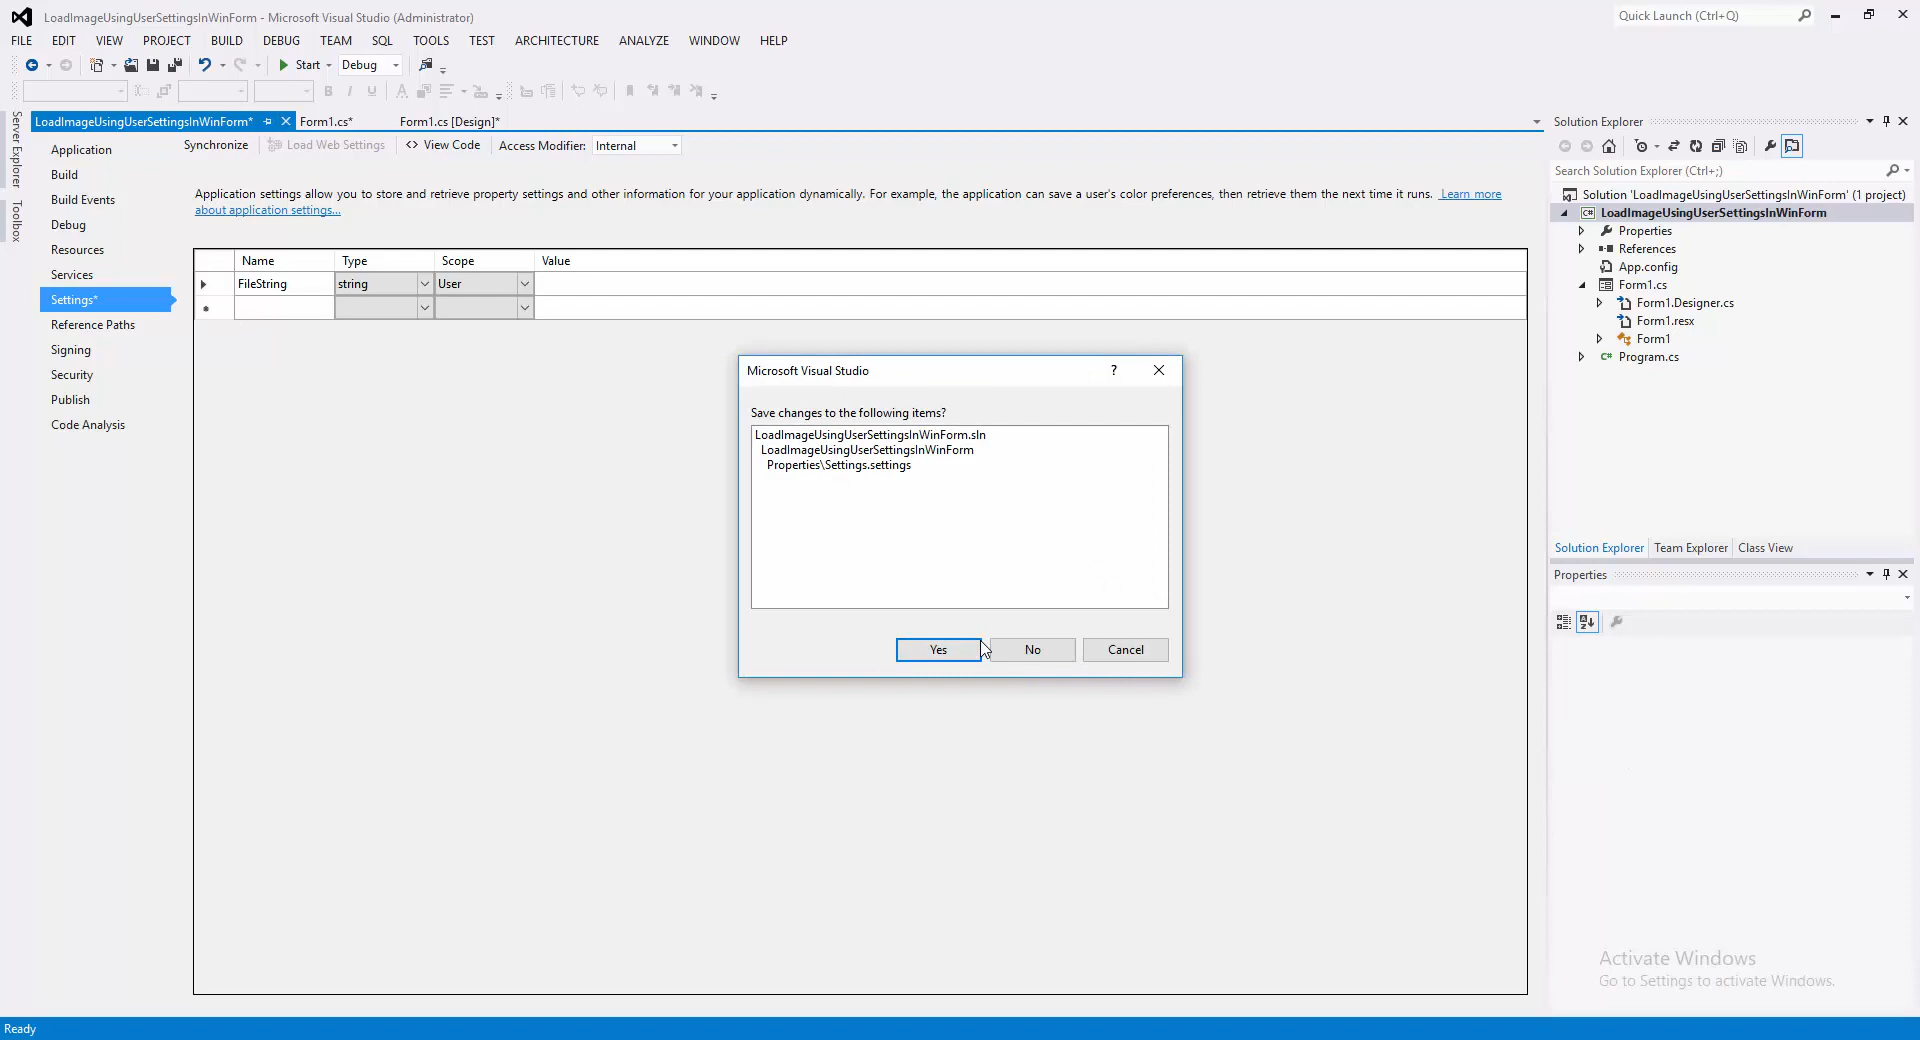 LoadImageUsingUserSettingsInWinForm - Microsoft Visual Studio (Administrator)
Quick Launch (Ctrl+Q)
FILE EDIT VIEW PROJECT BUILD DEBUG TEAM SQL TOOLS TEST ARCHITECTURE ANALYZE WINDOW HELP
Start Debug
B I U A
Server Explorer
Toolbox
LoadImageUsingUserSettingsInWinForm* Form1.cs* Form1.cs [Design]*
Application
Build
Build Events
Debug
Resources
Services
Settings*
Reference Paths
Signing
Security
Publish
Code Analysis
Synchronize Load Web Settings <> View Code Access Modifier: Internal
Application settings allow you to store and retrieve property settings and other information for your application dynamically. For example, the application can save a user's color preferences, then retrieve them the next time it runs. Learn more
about application settings...
Name Type Scope Value
FileString string User
Microsoft Visual Studio ?
Save changes to the following items?
LoadImageUsingUserSettingsInWinForm.sln
LoadImageUsingUserSettingsInWinForm
Properties\Settings.settings
Yes No Cancel
Solution Explorer
Search Solution Explorer (Ctrl+;)
Solution 'LoadImageUsingUserSettingsInWinForm' (1 project)
C# LoadImageUsingUserSettingsInWinForm
Properties
References
App.config
Form1.cs
Form1.Designer.cs
Form1.resx
Form1
C# Program.cs
Solution Explorer Team Explorer Class View
Properties
Activate Windows
Go to Settings to activate Windows.
Ready